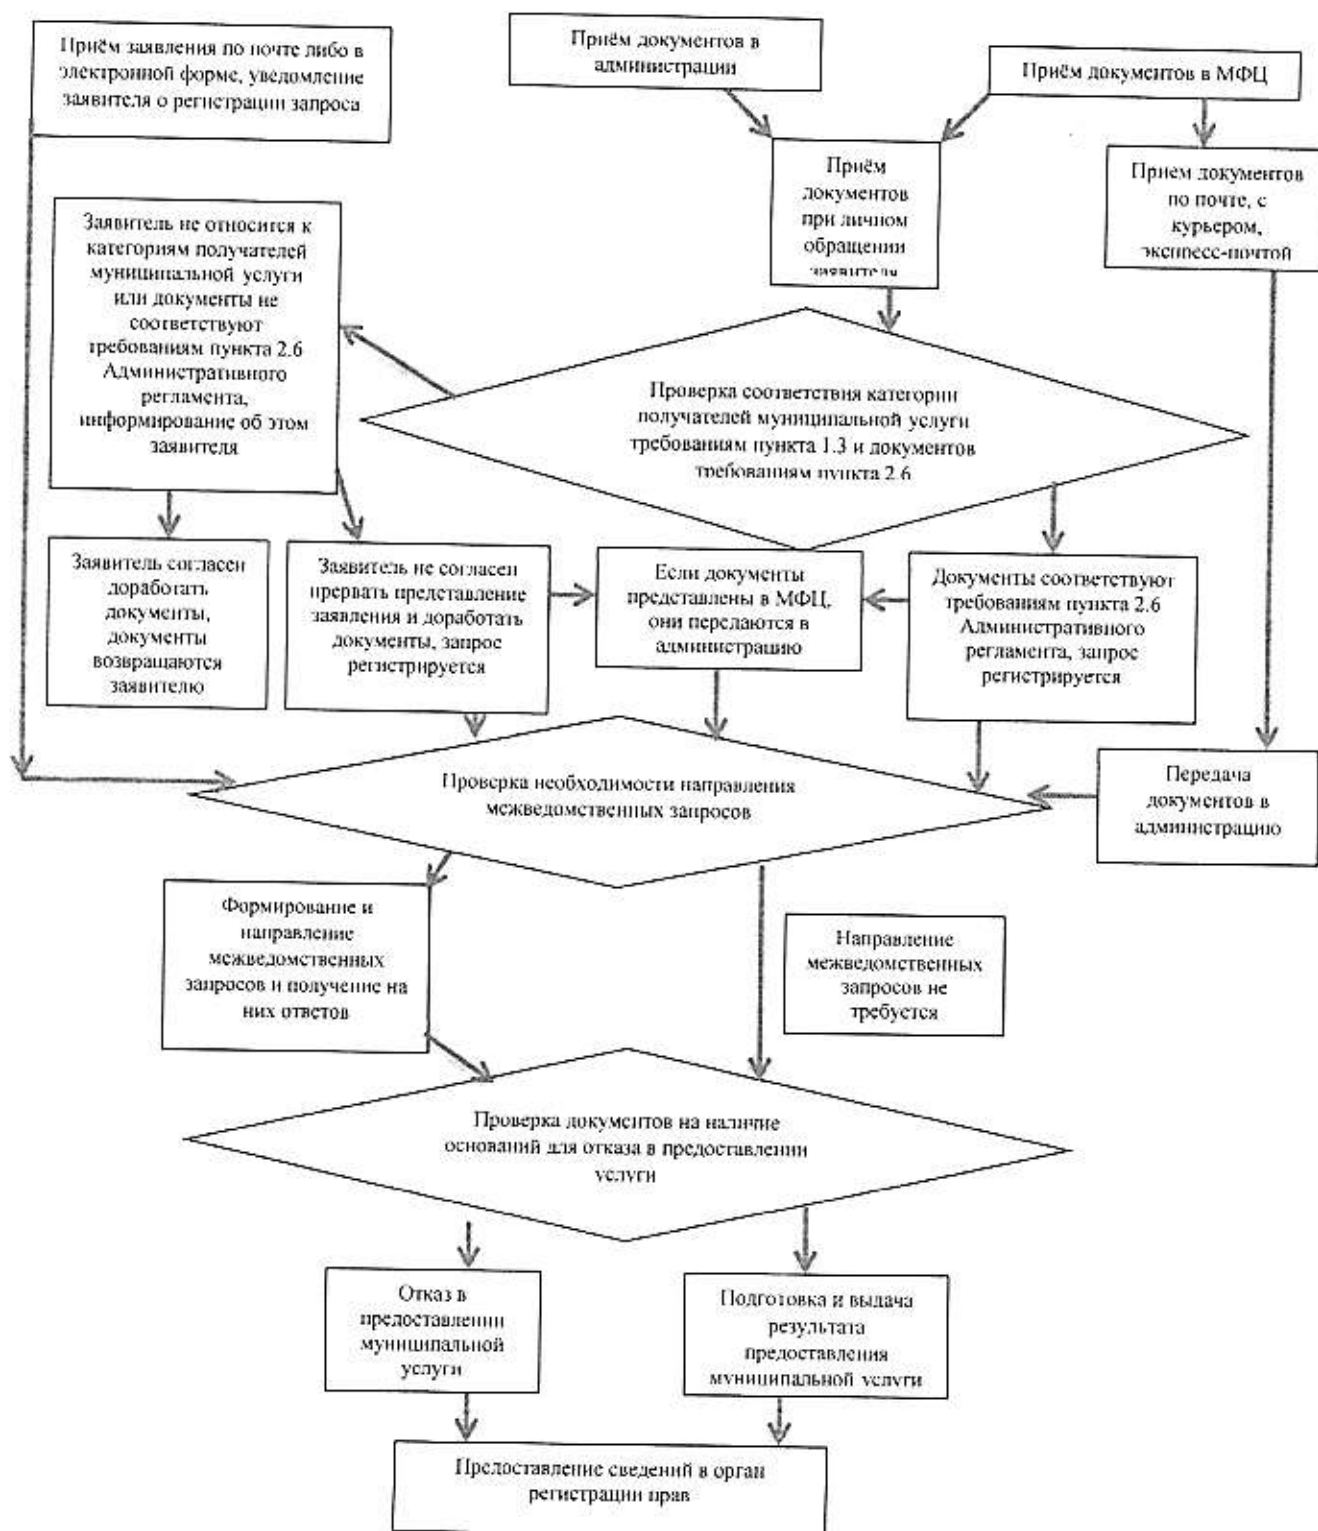 Приём заявления по почте либо в
электронной форме, уведомление
заявителя о регистрации запроса
Приём документов в
администрации
Приём документов в МФЦ
Приём
документов
при личном
обращении
заявителя
Прием документов
по почте, с
курьером,
экспресс-почтой
Заявитель не относится к
категориям получателей
муниципальной услуги
или документы не
соответствуют
требованиям пункта 2.6
Административного
регламента,
информирование об этом
заявителя
Проверка соответствия категории
получателей муниципальной услуги
требованиям пункта 1.3 и документов
требованиям пункта 2.6
Заявитель согласен
доработать
документы,
документы
возвращаются
заявителю
Заявитель не согласен
прервать представление
заявления и доработать
документы, запрос
регистрируется
Если документы
представлены в МФЦ,
они передаются в
администрацию
Документы соответствуют
требованиям пункта 2.6
Административного
регламента, запрос
регистрируется
Проверка необходимости направления
межведомственных запросов
Передача
документов в
администрацию
Формирование и
направление
межведомственных
запросов и получение на
них ответов
Направление
межведомственных
запросов не
требуется
Проверка документов на наличие
оснований для отказа в предоставлении
услуги
Отказ в
предоставлении
муниципальной
услуги
Подготовка и выдача
результата
предоставления
муниципальной услуги
Предоставление сведений в орган
регистрации прав